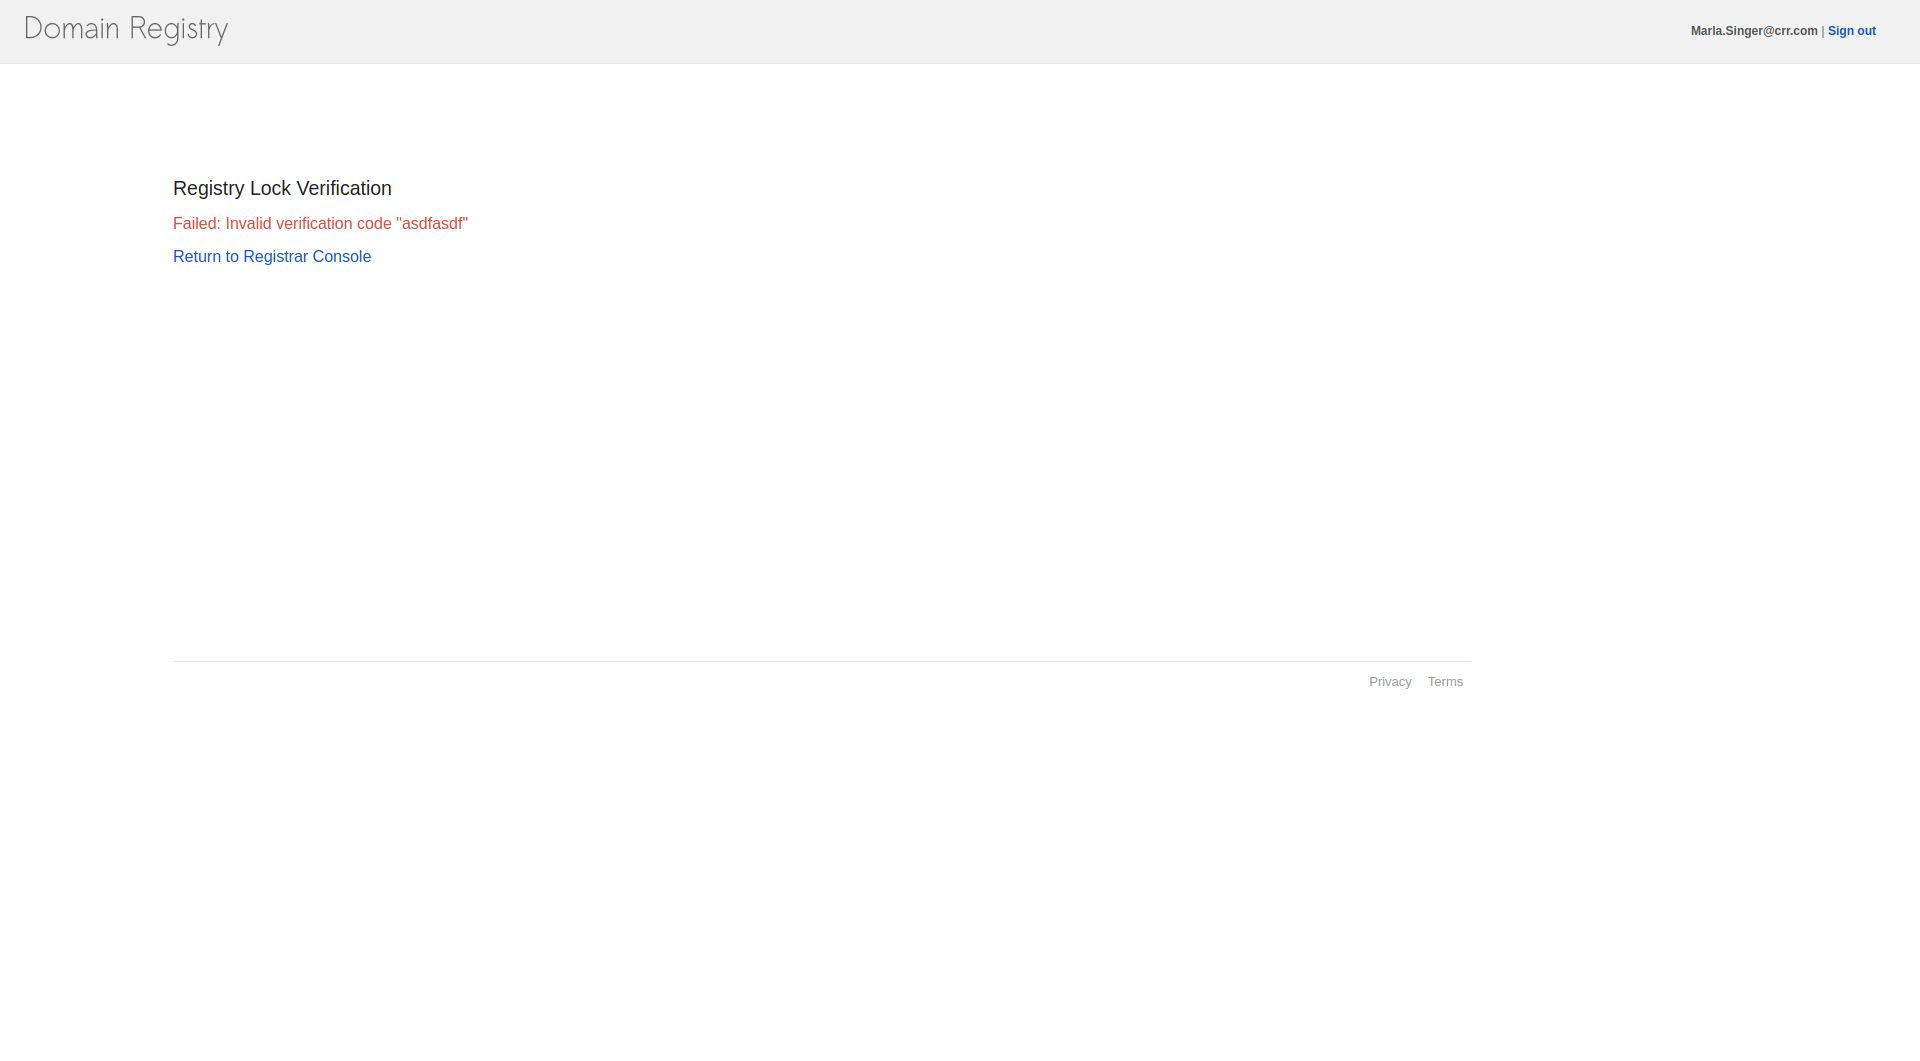 Domain Registry
Marla.Singer@crr.com | Sign out
Registry Lock Verification
Failed: Invalid verification code "asdfasdf"
Return to Registrar Console
Privacy Terms